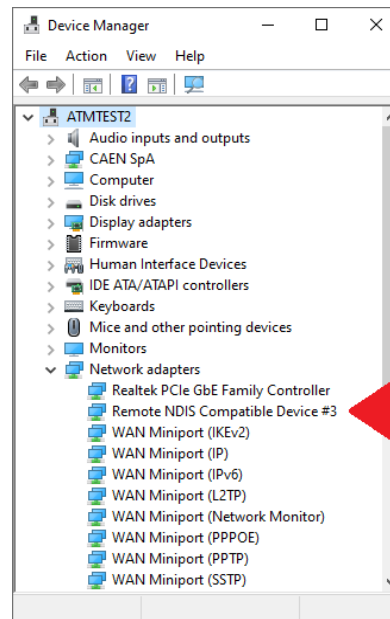 Device Manager
File Action View Help
ATMTEST2
Audio inputs and outputs
CAEN SpA
Computer
Disk drives
Display adapters
Firmware
Human Interface Devices
IDE ATA/ATAPI controllers
Keyboards
Mice and other pointing devices
Monitors
Network adapters
Realtek PCIe GbE Family Controller
Remote NDIS Compatible Device #3
WAN Miniport (IKEv2)
WAN Miniport (IP)
WAN Miniport (IPv6)
WAN Miniport (L2TP)
WAN Miniport (Network Monitor)
WAN Miniport (PPPOE)
WAN Miniport (PPTP)
WAN Miniport (SSTP)